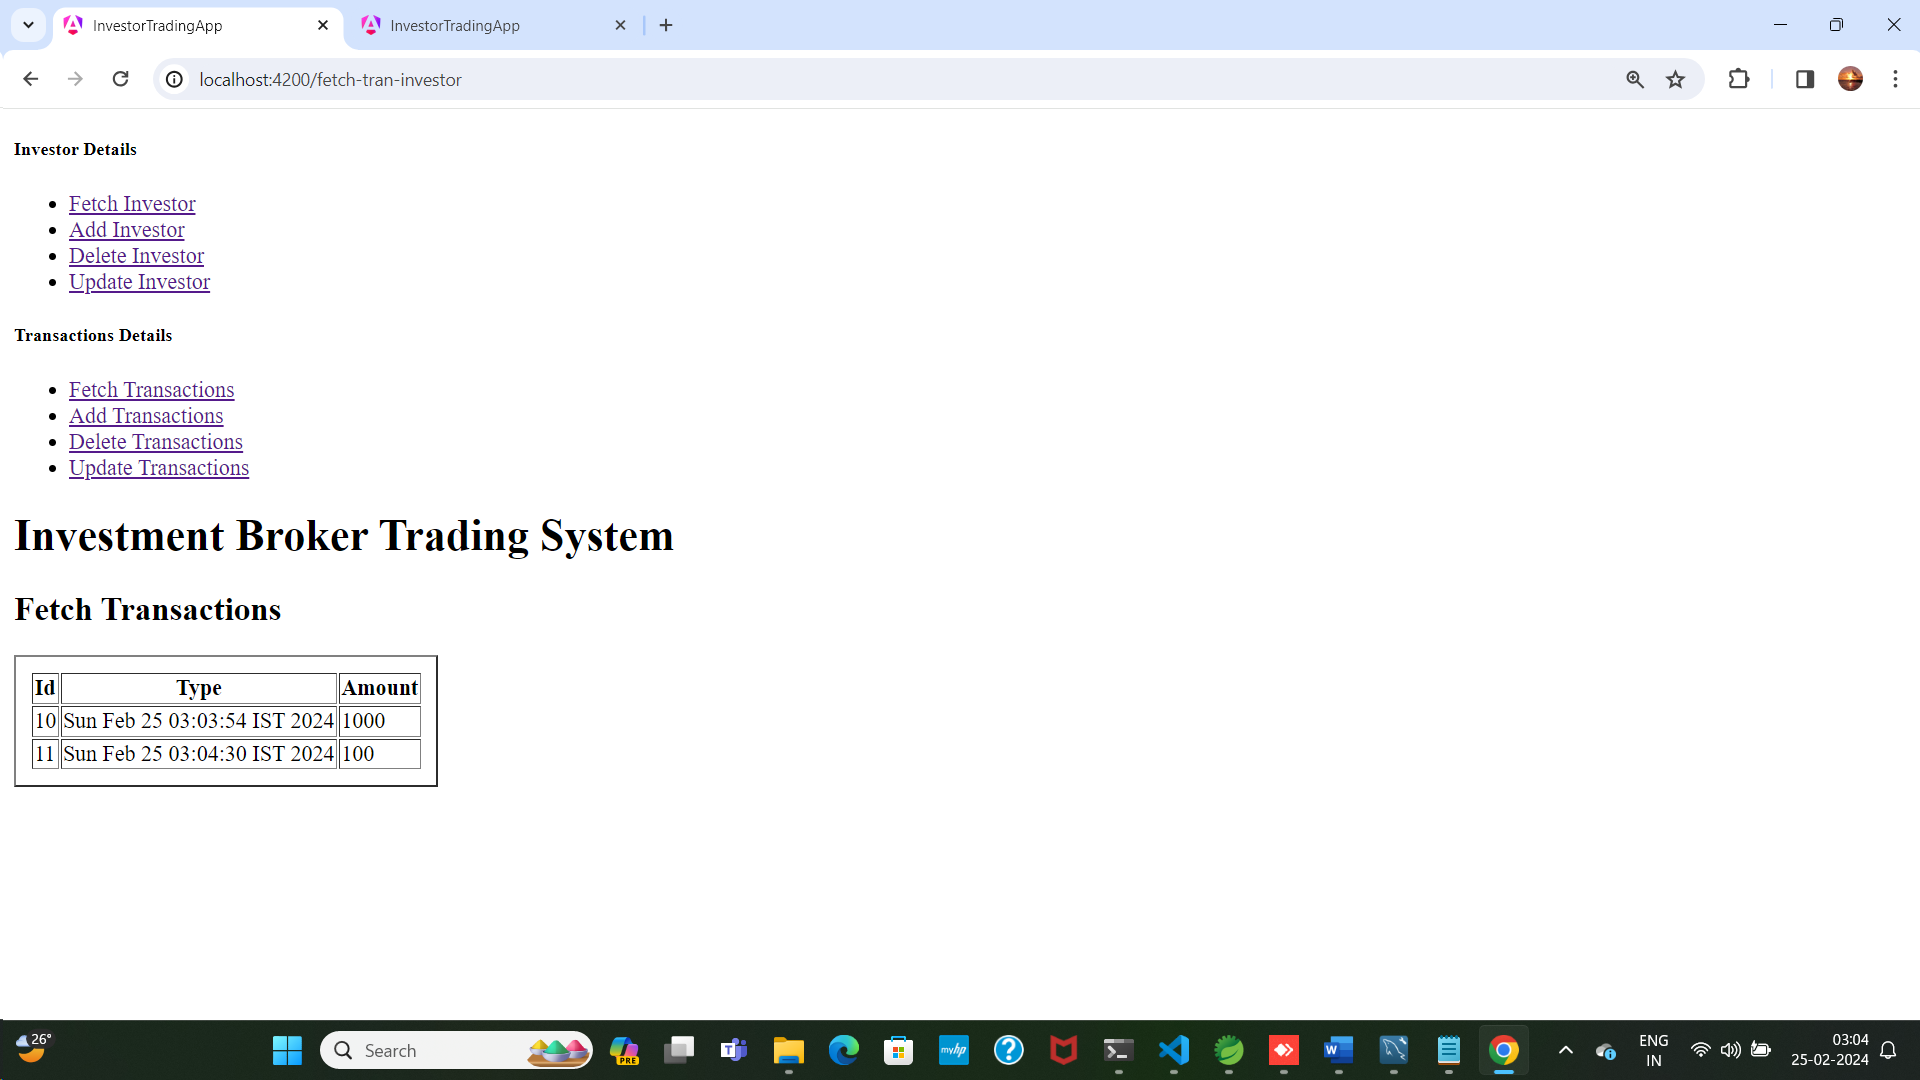 InvestorTradingApp
InvestorTradingApp
localhost:4200/fetch-tran-investor
Investor Details
Fetch Investor
Add Investor
Delete Investor
Update Investor
Transactions Details
Fetch Transactions
Add Transactions
Delete Transactions
Update Transactions
Investment Broker Trading System
Fetch Transactions
Id Type Amount
10 Sun Feb 25 03:03:54 IST 2024 1000
11 Sun Feb 25 03:04:30 IST 2024 100
26°
Search
PRE
myhp
ENG
IN
03:04
25-02-2024